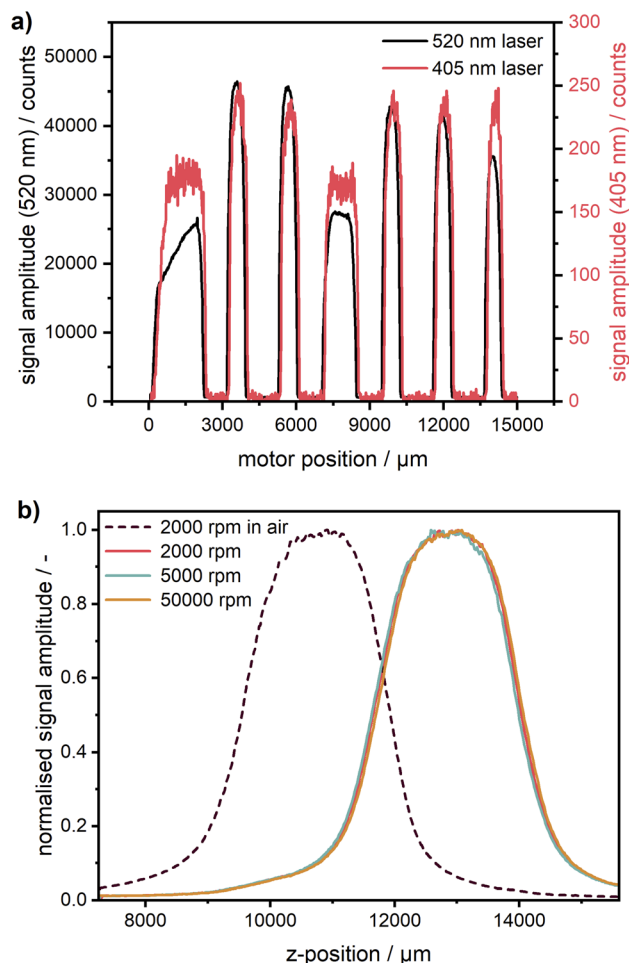 a)
520 nm laser
405 nm laser
signal amplitude (520 nm) / counts
50000
40000
30000
20000
10000
0
signal amplitude (405 nm) / counts
300
250
200
150
100
50
0
0 3000 6000 9000 12000 15000
motor position / µm
b)
2000 rpm in air
2000 rpm
5000 rpm
50000 rpm
normalised signal amplitude / -
1.0
0.8
0.6
0.4
0.2
0.0
8000 10000 12000 14000
z-position / µm